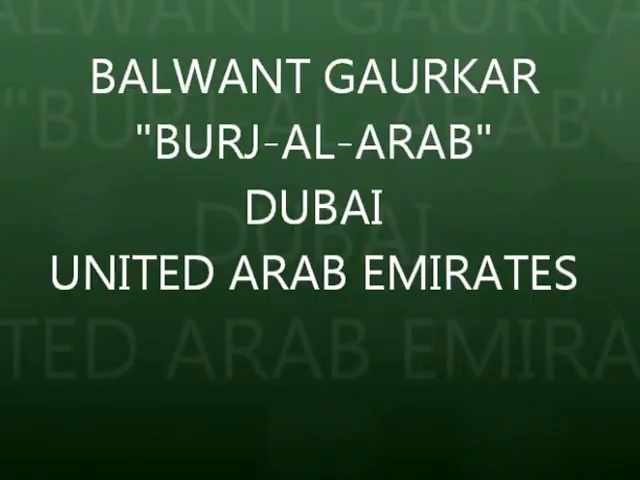 BALWANT GAURKAR
"BURJ-AL-ARAB"
DUBAI
UNITED ARAB EMIRATES